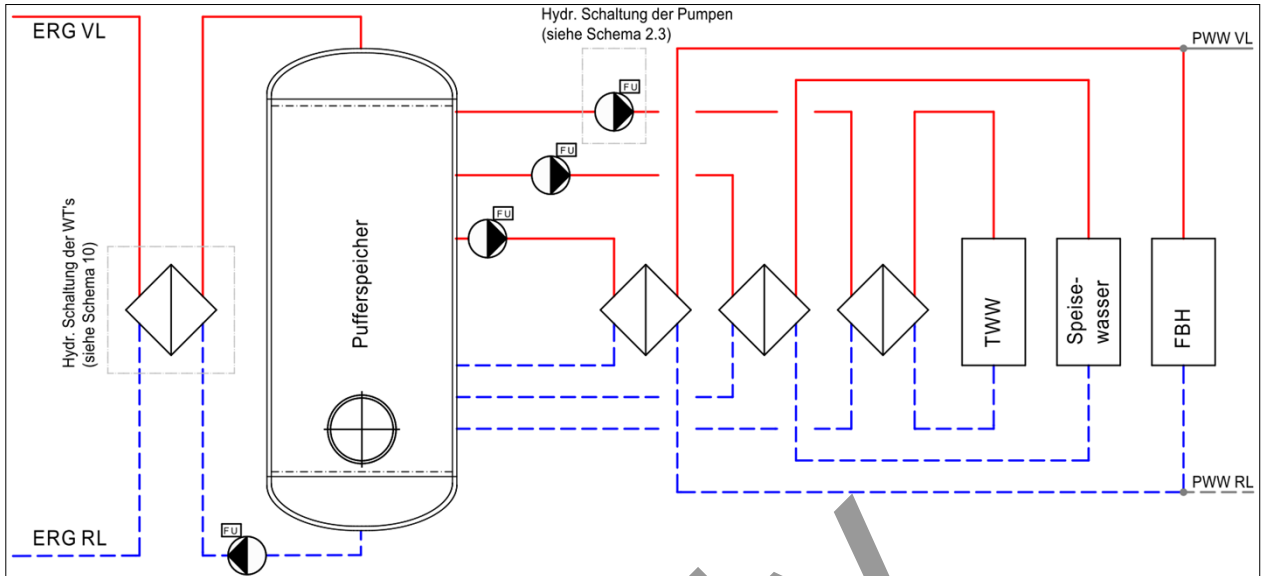 ERG VL
Hydr. Schaltung der Pumpen
(siehe Schema 2.3)
PWW VL
FU
FU
FU
Hydr. Schaltung der WT's
(siehe Schema 10)
Pufferspeicher
TWW
Speise-
wasser
FBH
PWW RL
ERG RL
FU